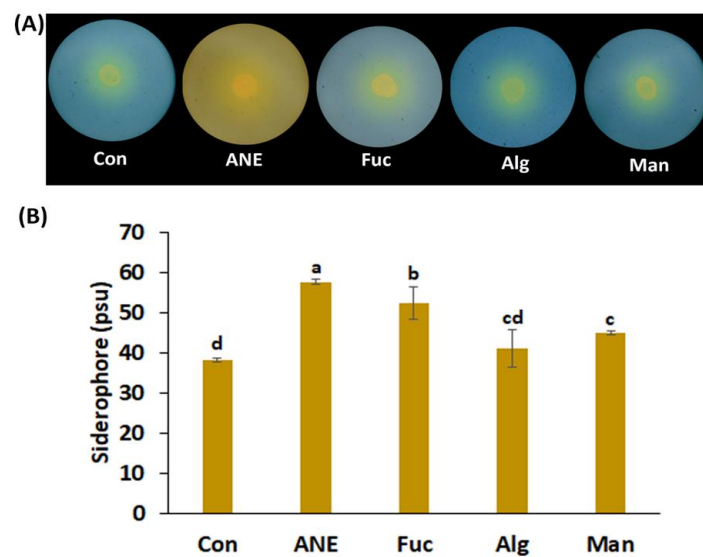 (A)
Con ANE Fuc Alg Man
(B)
Siderophore (psu)
70
60
50
40
30
20
10
0
d a b cd c
Con ANE Fuc Alg Man